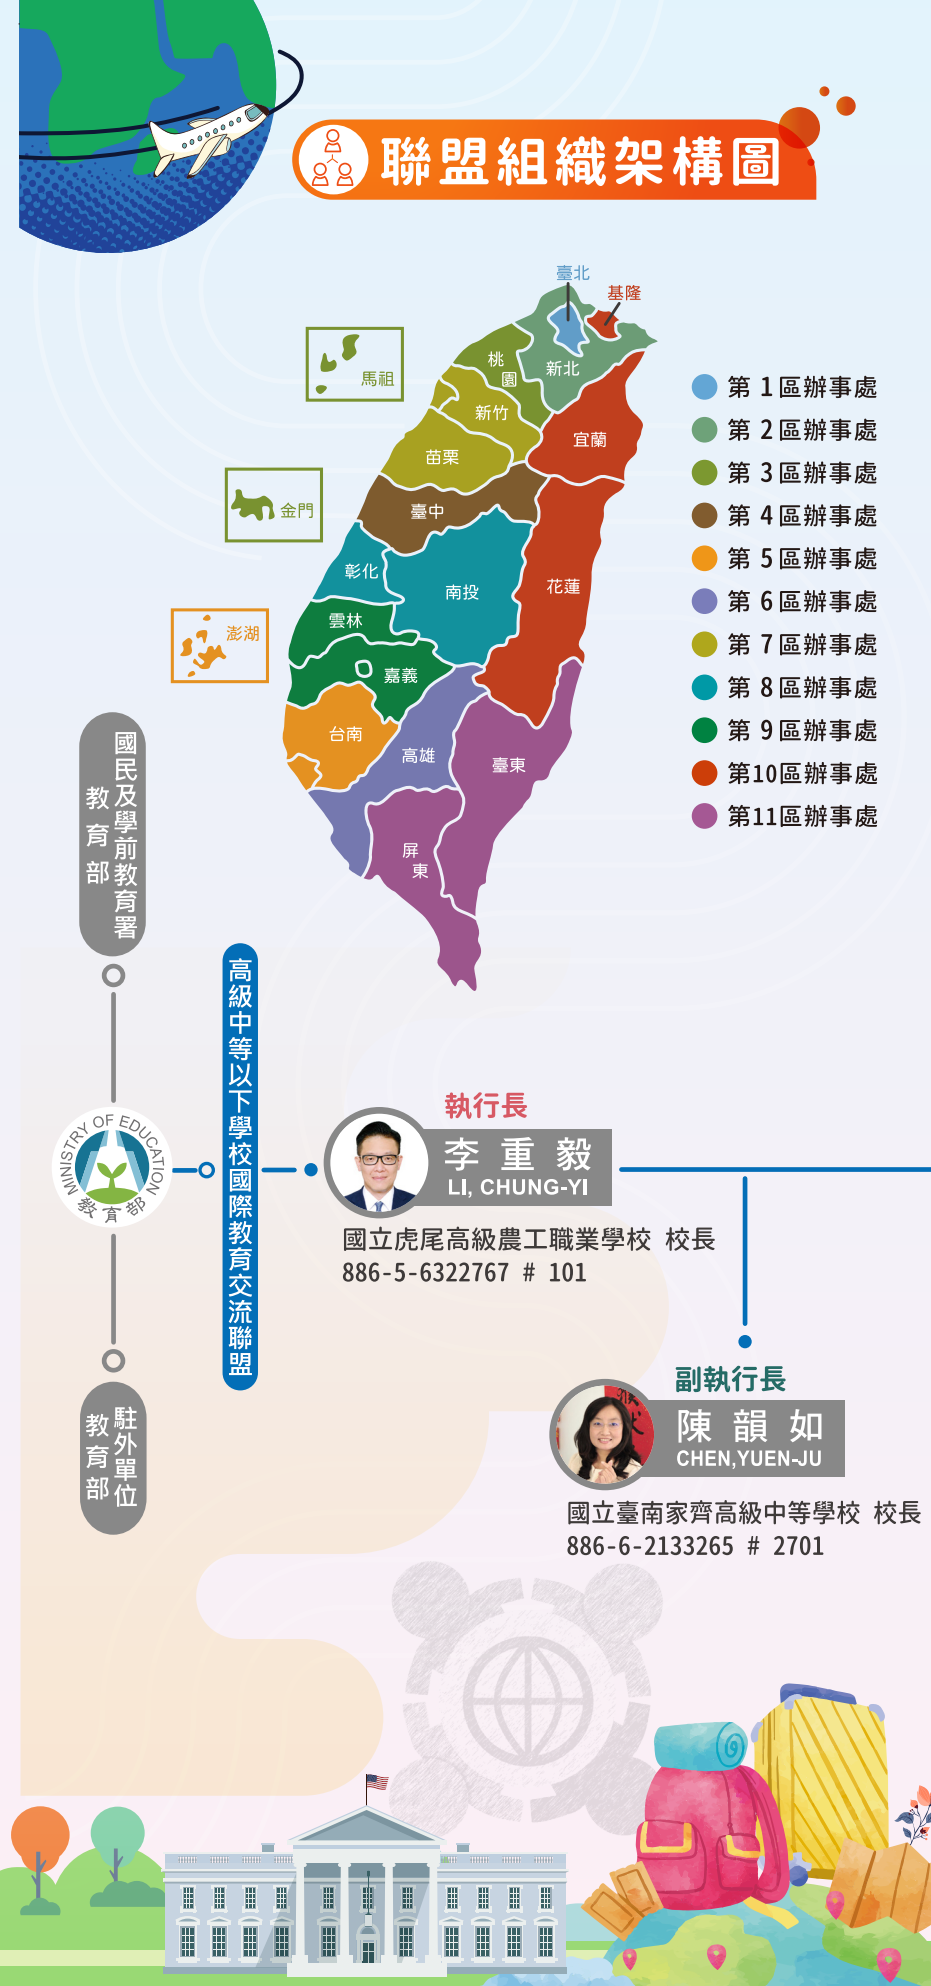 聯盟組織架構圖
臺北
基隆
馬祖
桃園
新北
新竹
宜蘭
苗栗
金門
臺中
彰化
南投
花蓮
雲林
澎湖
嘉義
台南
高雄
臺東
屏東
第 1 區辦事處
第 2 區辦事處
第 3 區辦事處
第 4 區辦事處
第 5 區辦事處
第 6 區辦事處
第 7 區辦事處
第 8 區辦事處
第 9 區辦事處
第10區辦事處
第11區辦事處
教育部
國民及學前教育署
MINISTRY OF EDUCATION
教育部
教育部
駐外單位
高級中等以下學校國際教育交流聯盟
執行長
李重毅
LI, CHUNG-YI
國立虎尾高級農工職業學校 校長
886-5-6322767 # 101
副執行長
陳韻如
CHEN,YUEN-JU
國立臺南家齊高級中等學校 校長
886-6-2133265 # 2701